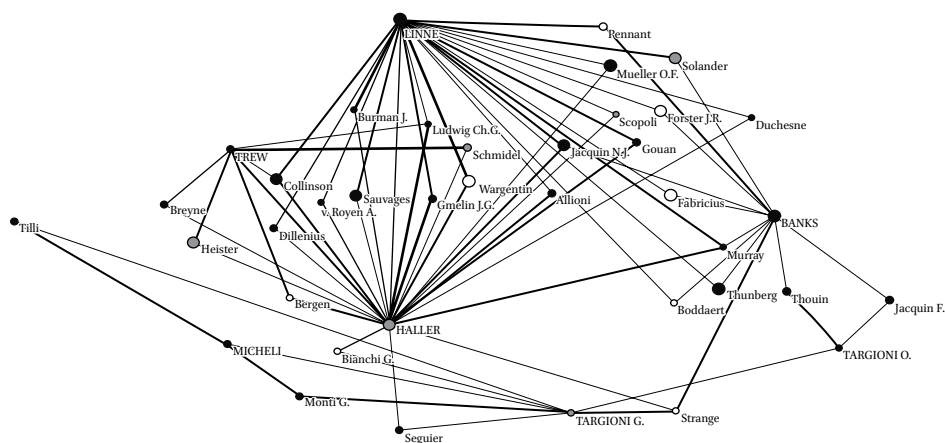 LINNE
Pennant
Solander
Mueller O.F.
Burman J.
Ludwig Ch.G.
Scopoli
Forster J.R.
Duchesne
TREW
Schmidel
Jacquin N.J.
Gouan
Collinson
Sauvages
Wargentin
Breyne
v. Royen A.
Gmelin J.G.
Allioni
Fabricius
BANKS
Tilli
Dillenius
Heister
Murray
Bergen
Boddaert
Thunberg
Thouin
Jacquin F.
HALLER
MICHELI
Bianchi G.
TARGIONI O.
Monti G.
TARGIONI G.
Strange
Seguier